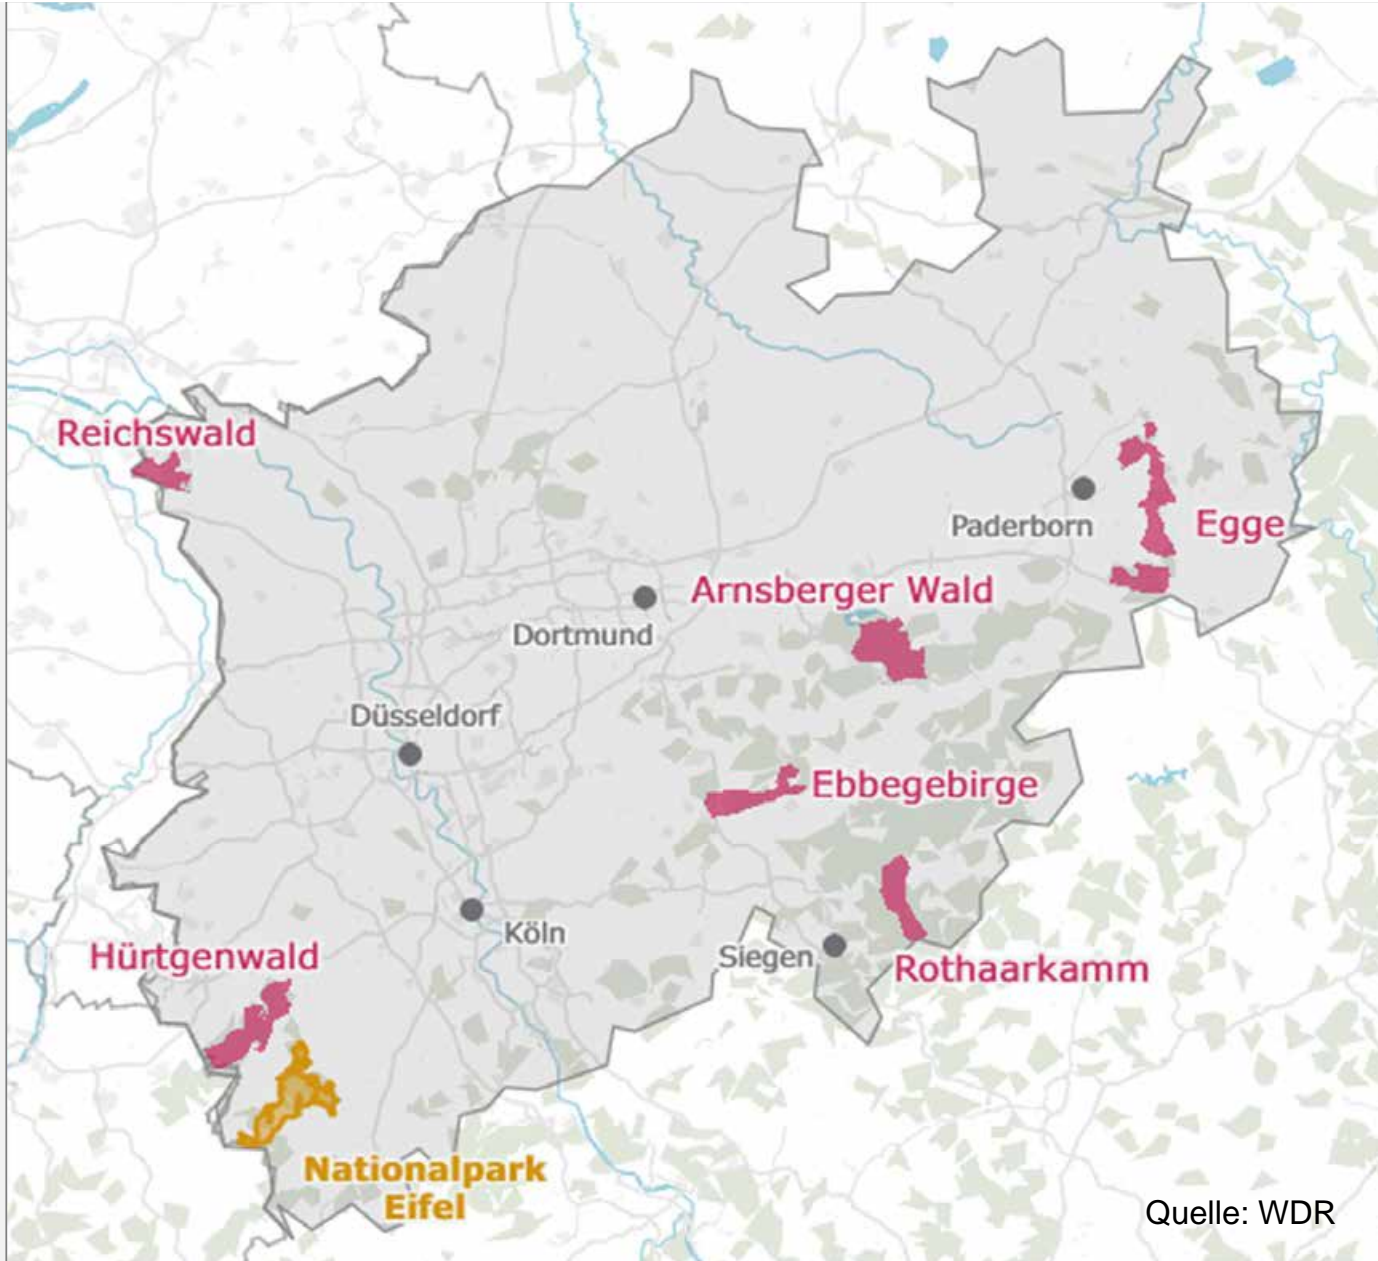 Reichswald
Paderborn
Egge
Arnsberger Wald
Dortmund
Düsseldorf
Ebbegebirge
Köln
Hürtgenwald
Siegen
Rothaarkamm
Nationalpark
Eifel
Quelle: WDR